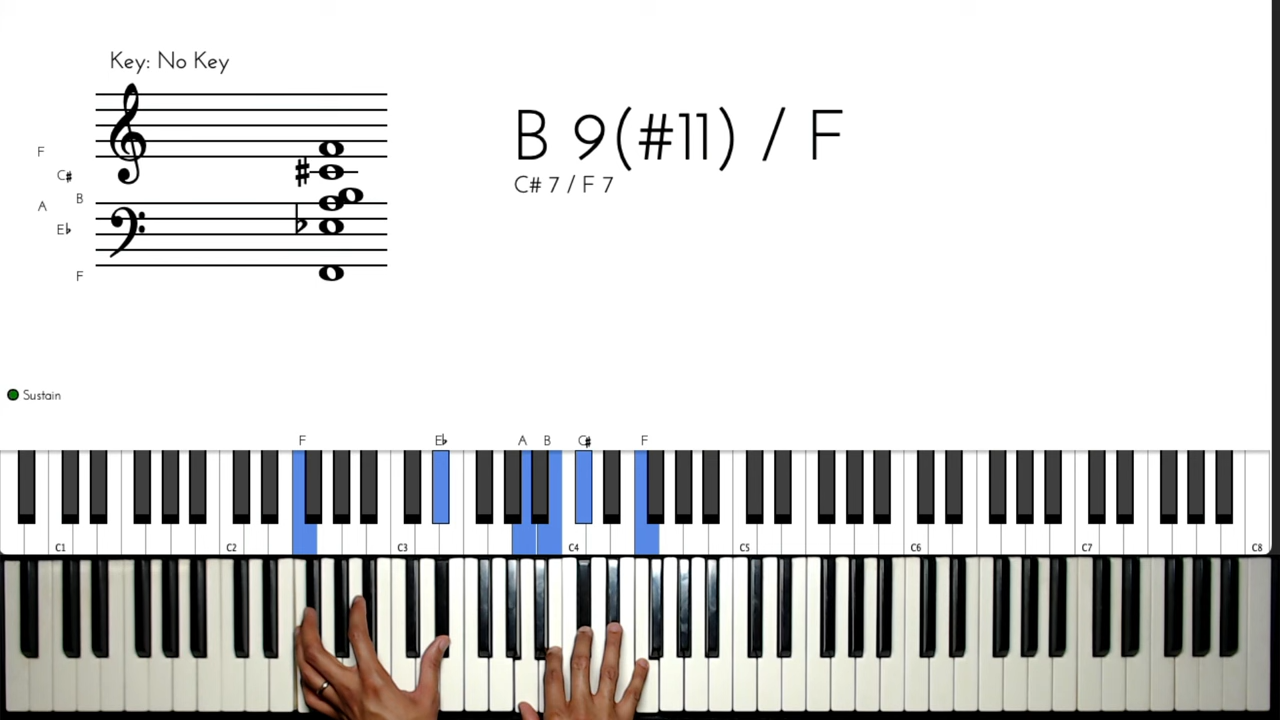 Key: No Key
B 9(#11) / F
C# 7 / F 7
F
C#
B
A
E♭
F
Sustain
F E♭ A B C# F
C1 C2 C3 C4 C5 C6 C7 C8